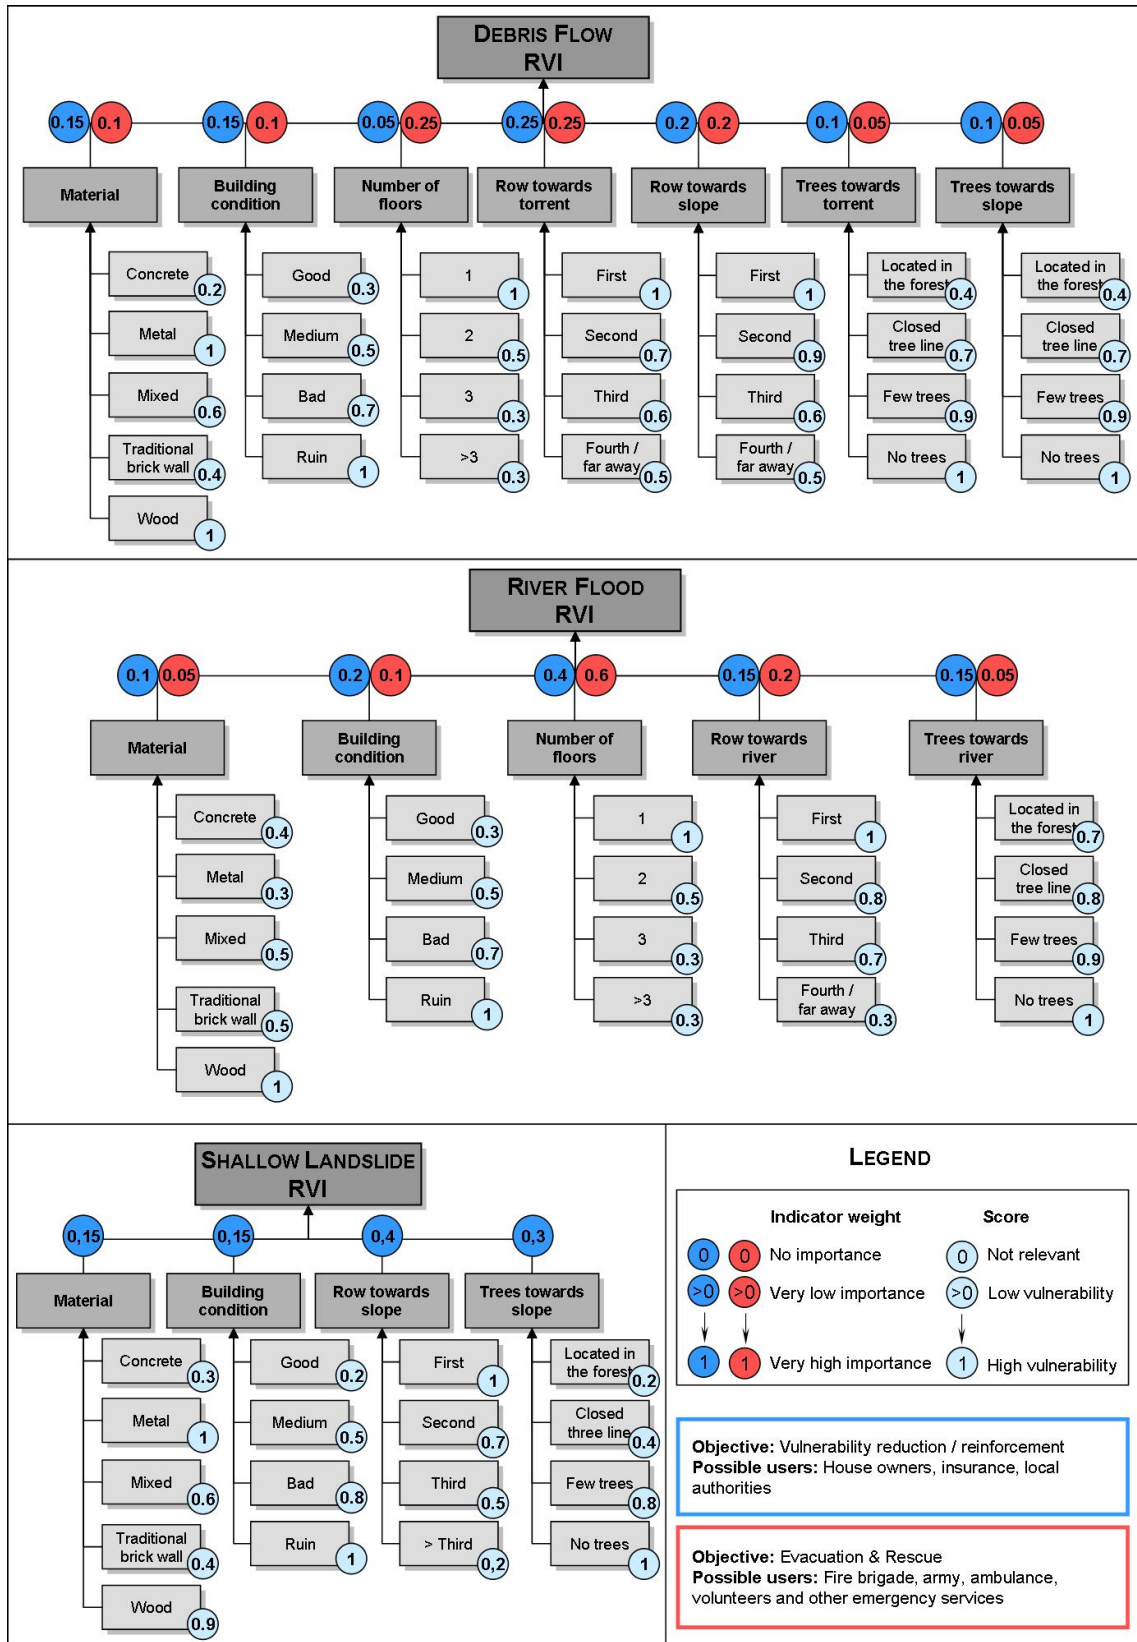 DEBRIS FLOW
RVI
0.15 0.1 0.15 0.1 0.05 0.25 0.25 0.25 0.2 0.2 0.1 0.05 0.1 0.05
Material
Building
condition
Number of
floors
Row towards
torrent
Row towards
slope
Trees towards
torrent
Trees towards
slope
Concrete 0.2
Metal 1
Mixed 0.6
Traditional
brick wall 0.4
Wood 1
Good 0.3
Medium 0.5
Bad 0.7
Ruin 1
1 1
2 0.5
3 0.3
>3 0.3
First 1
Second 0.7
Third 0.6
Fourth /
far away 0.5
First 1
Second 0.9
Third 0.6
Fourth /
far away 0.5
Located in
the forest 0.4
Closed
tree line 0.7
Few trees 0.9
No trees 1
Located in
the forest 0.4
Closed
tree line 0.7
Few trees 0.9
No trees 1
RIVER FLOOD
RVI
0.1 0.05 0.2 0.1 0.4 0.6 0.15 0.2 0.15 0.05
Material
Building
condition
Number of
floors
Row towards
river
Trees towards
river
Concrete 0.4
Metal 0.3
Mixed 0.5
Traditional
brick wall 0.5
Wood 1
Good 0.3
Medium 0.5
Bad 0.7
Ruin 1
1 1
2 0.5
3 0.3
>3 0.3
First 1
Second 0.8
Third 0.7
Fourth /
far away 0.3
Located in
the forest 0.7
Closed
tree line 0.8
Few trees 0.9
No trees 1
SHALLOW LANDSLIDE
RVI
0,15 0,15 0,4 0,3
Material
Building
condition
Row towards
slope
Trees towards
slope
Concrete 0.3
Metal 1
Mixed 0.6
Traditional
brick wall 0.4
Wood 0.9
Good 0.2
Medium 0.5
Bad 0.8
Ruin 1
First 1
Second 0.7
Third 0.5
> Third 0,2
Located in
the forest 0.2
Closed
three line 0.4
Few trees 0.8
No trees 1
LEGEND
Indicator weight Score
0 0 No importance 0 Not relevant
>0 >0 Very low importance >0 Low vulnerability
1 1 Very high importance 1 High vulnerability
Objective: Vulnerability reduction / reinforcement
Possible users: House owners, insurance, local
authorities
Objective: Evacuation & Rescue
Possible users: Fire brigade, army, ambulance,
volunteers and other emergency services